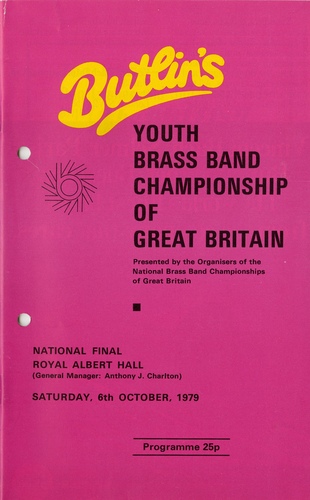 Butlin's
YOUTH
BRASS BAND
CHAMPIONSHIP
OF
GREAT BRITAIN
Presented by the Organisers of the
National Brass Band Championships
of Great Britain
NATIONAL FINAL
ROYAL ALBERT HALL
(General Manager: Anthony J. Charlton)
SATURDAY, 6th OCTOBER, 1979
Programme 25p